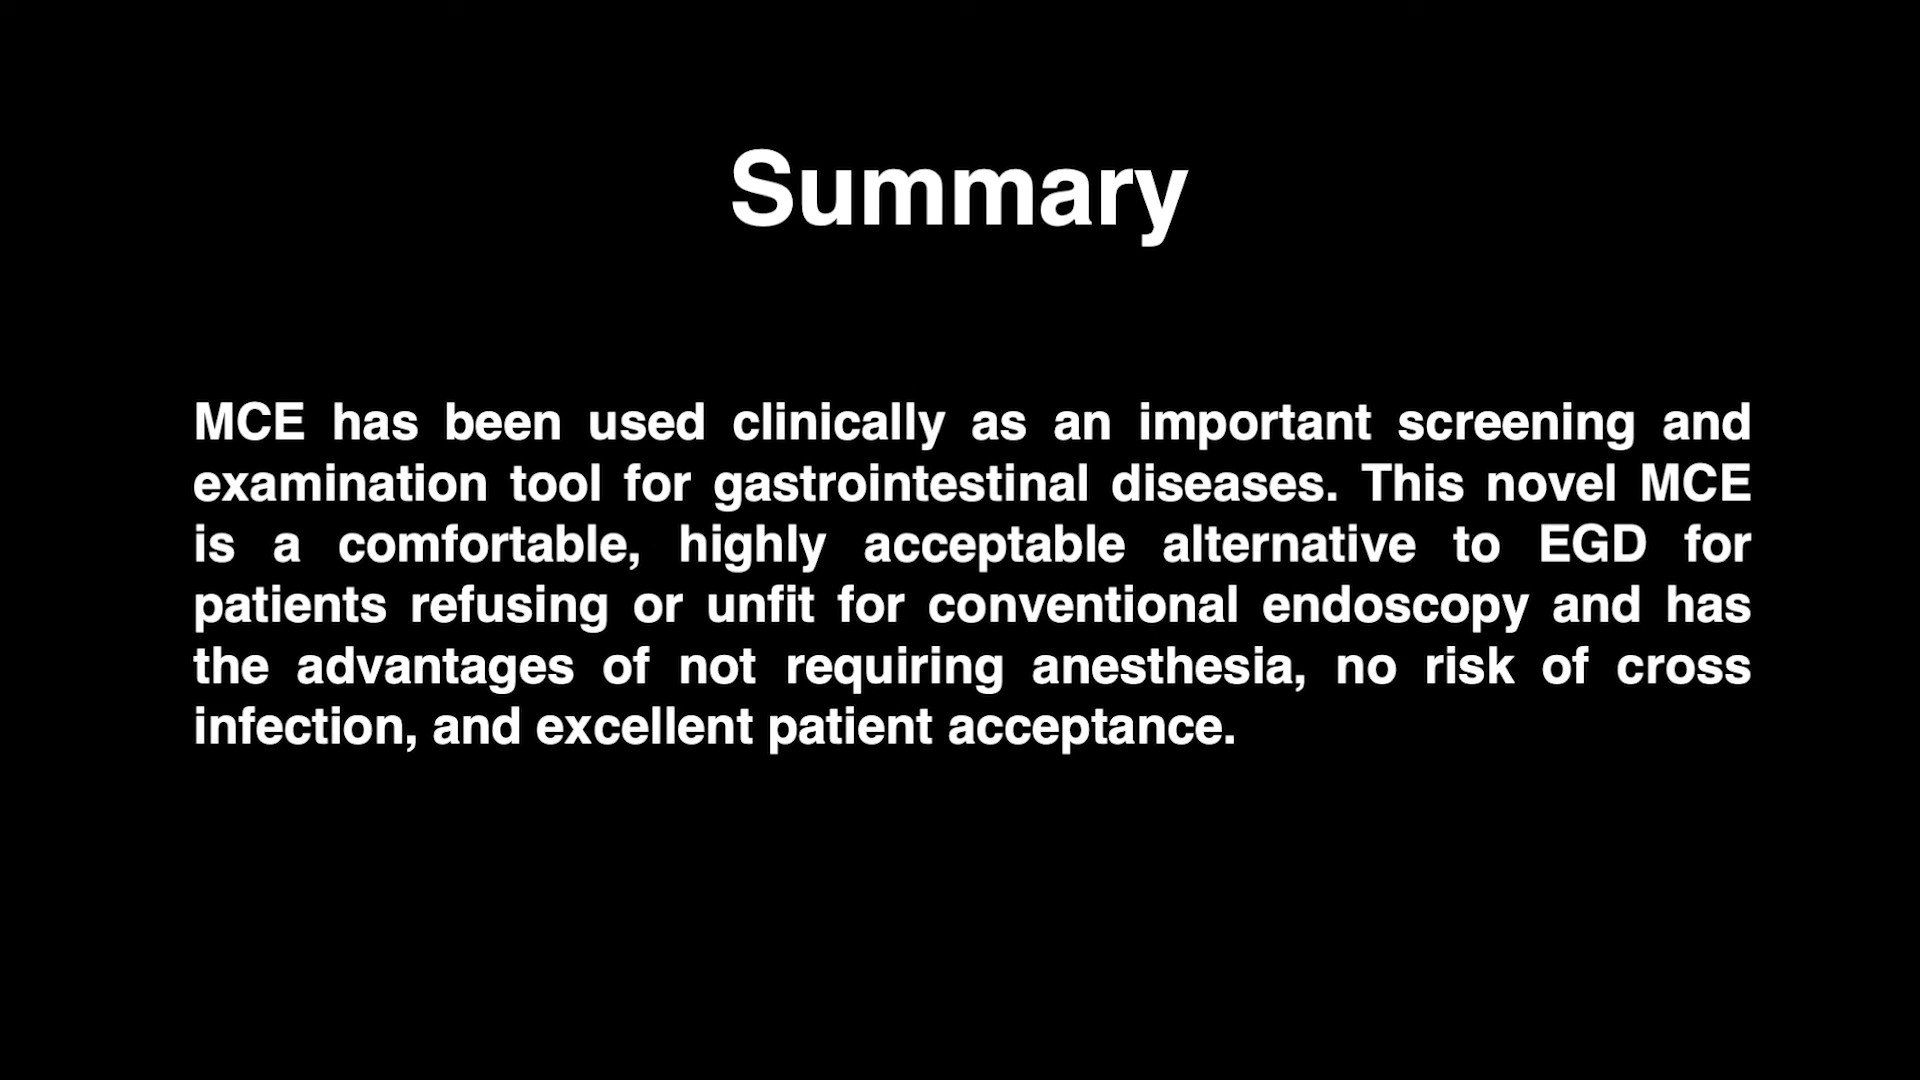 Summary
MCE has been used clinically as an important screening and
examination tool for gastrointestinal diseases. This novel MCE
is a comfortable, highly acceptable alternative to EGD for
patients refusing or unfit for conventional endoscopy and has
the advantages of not requiring anesthesia, no risk of cross
infection, and excellent patient acceptance.